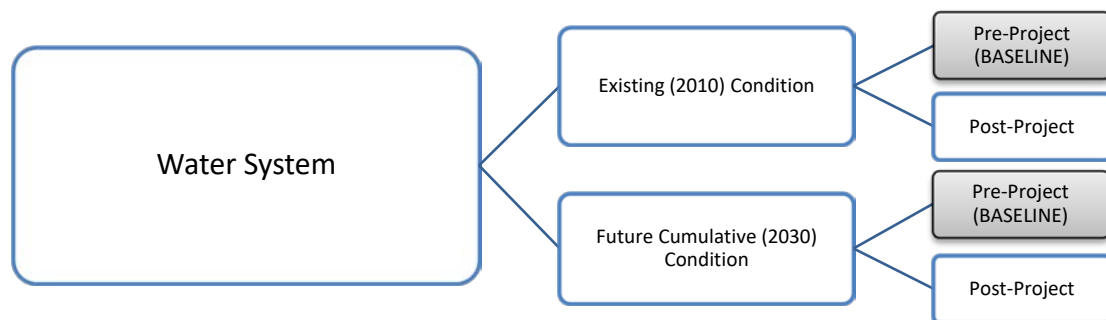 Water System
Existing (2010) Condition
Pre-Project
(BASELINE)
Post-Project
Future Cumulative (2030)
Condition
Pre-Project
(BASELINE)
Post-Project